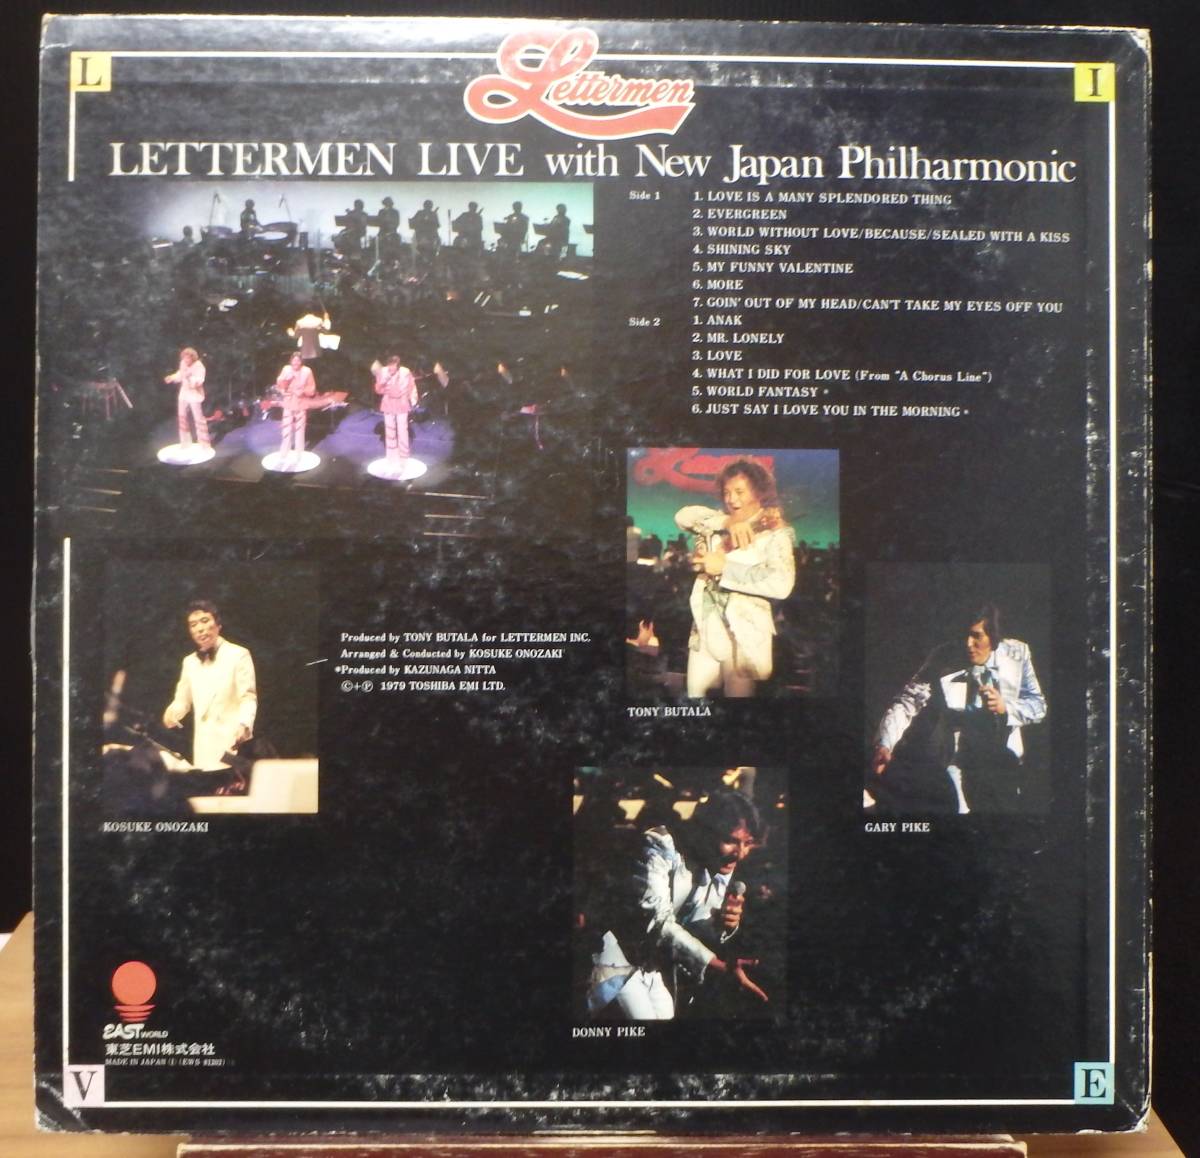 L
I
Lettermen
LETTERMEN LIVE with New Japan Philharmonic
Side 1
1. LOVE IS A MANY SPLENDORED THING
2. EVERGREEN
3. WORLD WITHOUT LOVE/BECAUSE/SEALED WITH A KISS
4. SHINING SKY
5. MY FUNNY VALENTINE
6. MORE
7. GOIN' OUT OF MY HEAD/CAN'T TAKE MY EYES OFF YOU
Side 2
1. ANAK
2. MR. LONELY
3. LOVE
4. WHAT I DID FOR LOVE (From "A Chorus Line")
5. WORLD FANTASY *
6. JUST SAY I LOVE YOU IN THE MORNING *
Produced by TONY BUTALA for LETTERMEN INC.
Arranged & Conducted by KOSUKE ONOZAKI
*Produced by KAZUNAGA NITTA
©+℗ 1979 TOSHIBA EMI LTD.
TONY BUTALA
KOSUKE ONOZAKI
GARY PIKE
DONNY PIKE
EAST WORLD
東芝EMI株式会社
MADE IN JAPAN
V
E